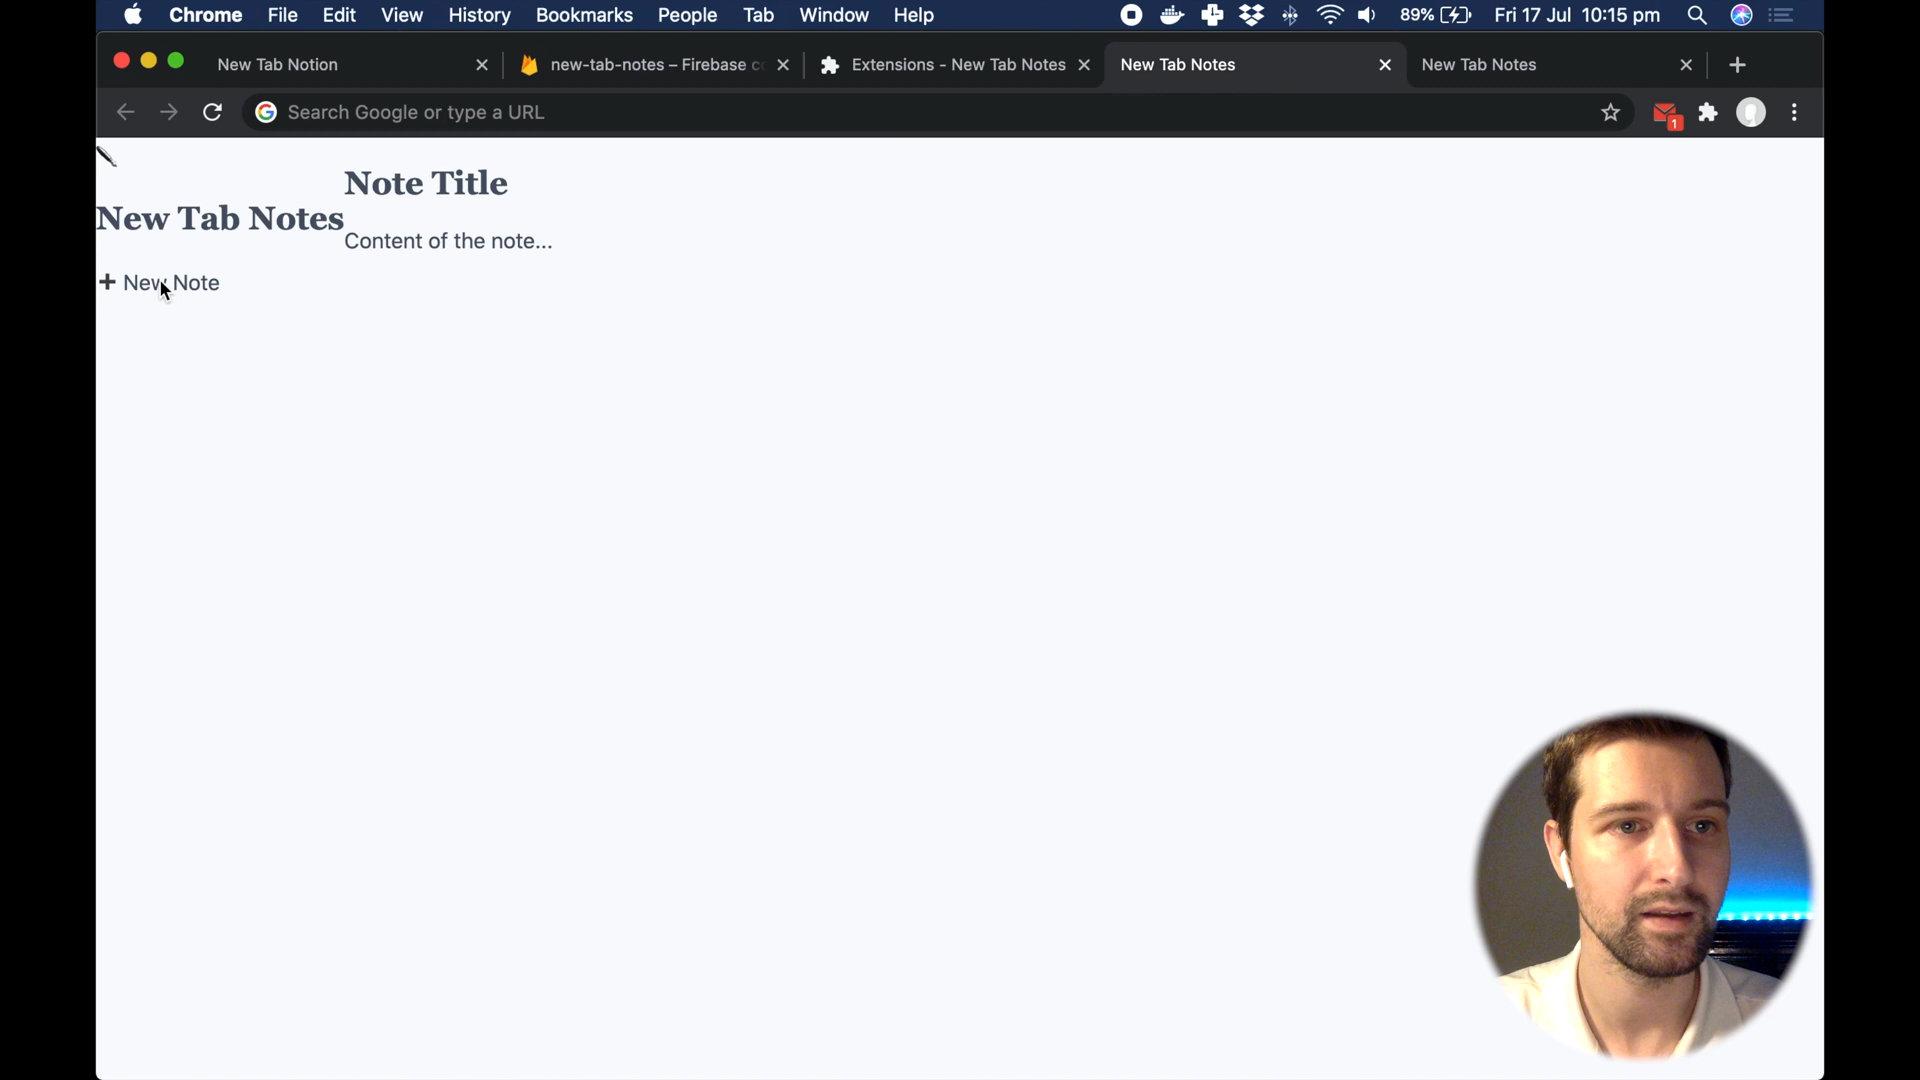 Chrome File Edit View History Bookmarks People Tab Window Help 89% Fri 17 Jul 10:15 pm
New Tab Notion new-tab-notes – Firebase Extensions - New Tab Notes New Tab Notes New Tab Notes
Search Google or type a URL 1
Note Title
New Tab Notes
Content of the note...
New Note